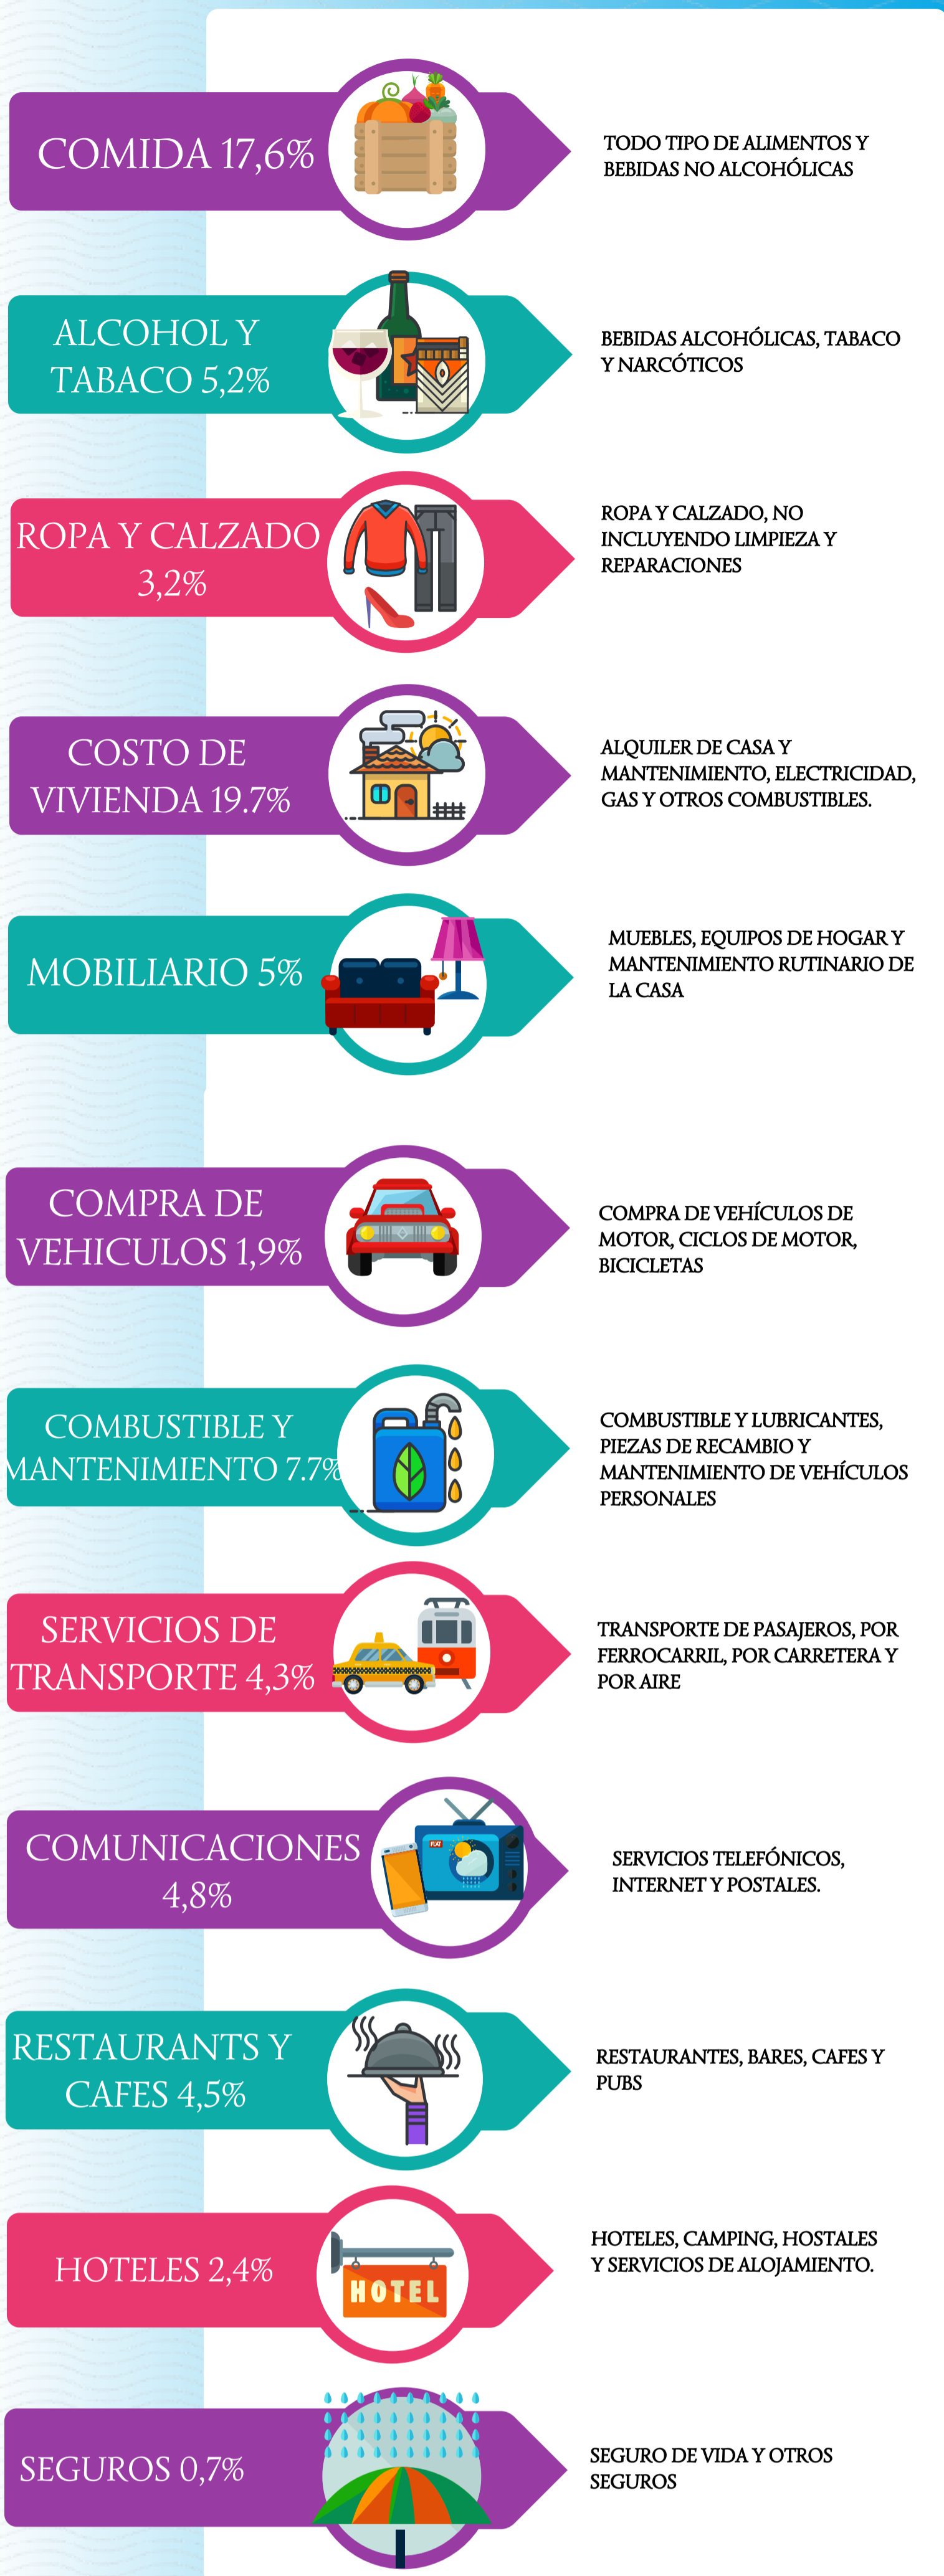 COMIDA 17,6%
TODO TIPO DE ALIMENTOS Y
BEBIDAS NO ALCOHÓLICAS
ALCOHOL Y
TABACO 5,2%
BEBIDAS ALCOHÓLICAS, TABACO
Y NARCÓTICOS
ROPA Y CALZADO
3,2%
ROPA Y CALZADO, NO
INCLUYENDO LIMPIEZA Y
REPARACIONES
COSTO DE
VIVIENDA 19.7%
ALQUILER DE CASA Y
MANTENIMIENTO, ELECTRICIDAD,
GAS Y OTROS COMBUSTIBLES.
MOBILIARIO 5%
MUEBLES, EQUIPOS DE HOGAR Y
MANTENIMIENTO RUTINARIO DE
LA CASA
COMPRA DE
VEHICULOS 1,9%
COMPRA DE VEHÍCULOS DE
MOTOR, CICLOS DE MOTOR,
BICICLETAS
COMBUSTIBLE Y
MANTENIMIENTO 7.7%
COMBUSTIBLE Y LUBRICANTES,
PIEZAS DE RECAMBIO Y
MANTENIMIENTO DE VEHÍCULOS
PERSONALES
SERVICIOS DE
TRANSPORTE 4,3%
TRANSPORTE DE PASAJEROS, POR
FERROCARRIL, POR CARRETERA Y
POR AIRE
COMUNICACIONES
4,8%
FLAT
SERVICIOS TELEFÓNICOS,
INTERNET Y POSTALES.
RESTAURANTS Y
CAFES 4,5%
RESTAURANTES, BARES, CAFES Y
PUBS
HOTELES 2,4%
HOTEL
HOTELES, CAMPING, HOSTALES
Y SERVICIOS DE ALOJAMIENTO.
SEGUROS 0,7%
SEGURO DE VIDA Y OTROS
SEGUROS